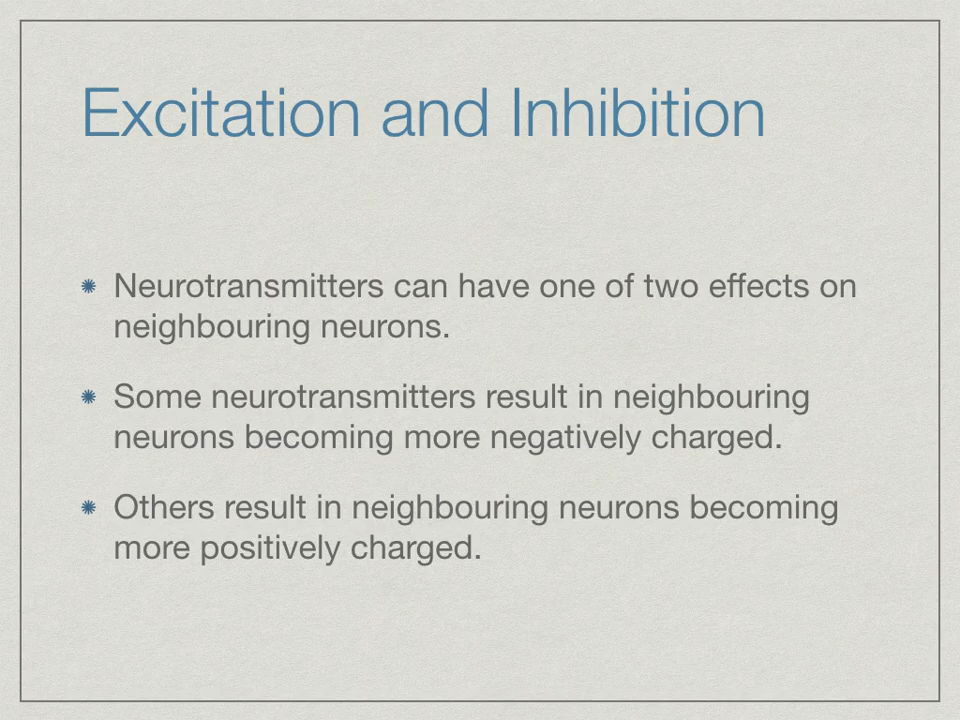 Excitation and Inhibition
Neurotransmitters can have one of two effects on
neighbouring neurons.
Some neurotransmitters result in neighbouring
neurons becoming more negatively charged.
Others result in neighbouring neurons becoming
more positively charged.